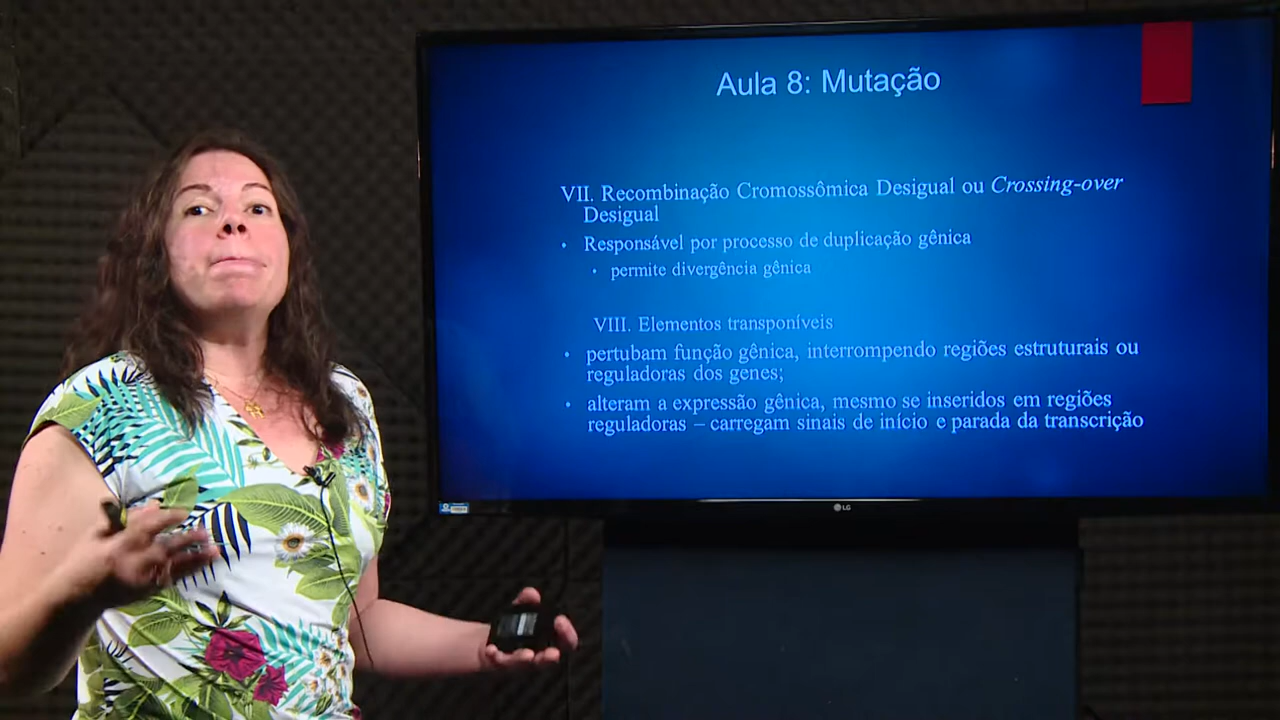 Aula 8: Mutação
VII. Recombinação Cromossômica Desigual ou Crossing-over
Desigual
• Responsável por processo de duplicação gênica
• permite divergência gênica
VIII. Elementos transponíveis
• pertubam função gênica, interrompendo regiões estruturais ou
reguladoras dos genes;
• alteram a expressão gênica, mesmo se inseridos em regiões
reguladoras – carregam sinais de início e parada da transcrição
LG